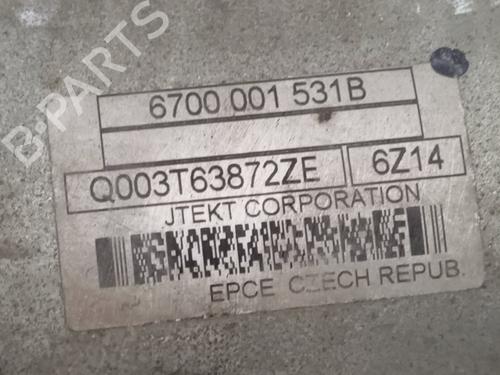 B-PARTS
6700 001 531B
Q003T63872ZE 6Z14
JTEKT CORPORATION
EPCE CZECH REPUB.